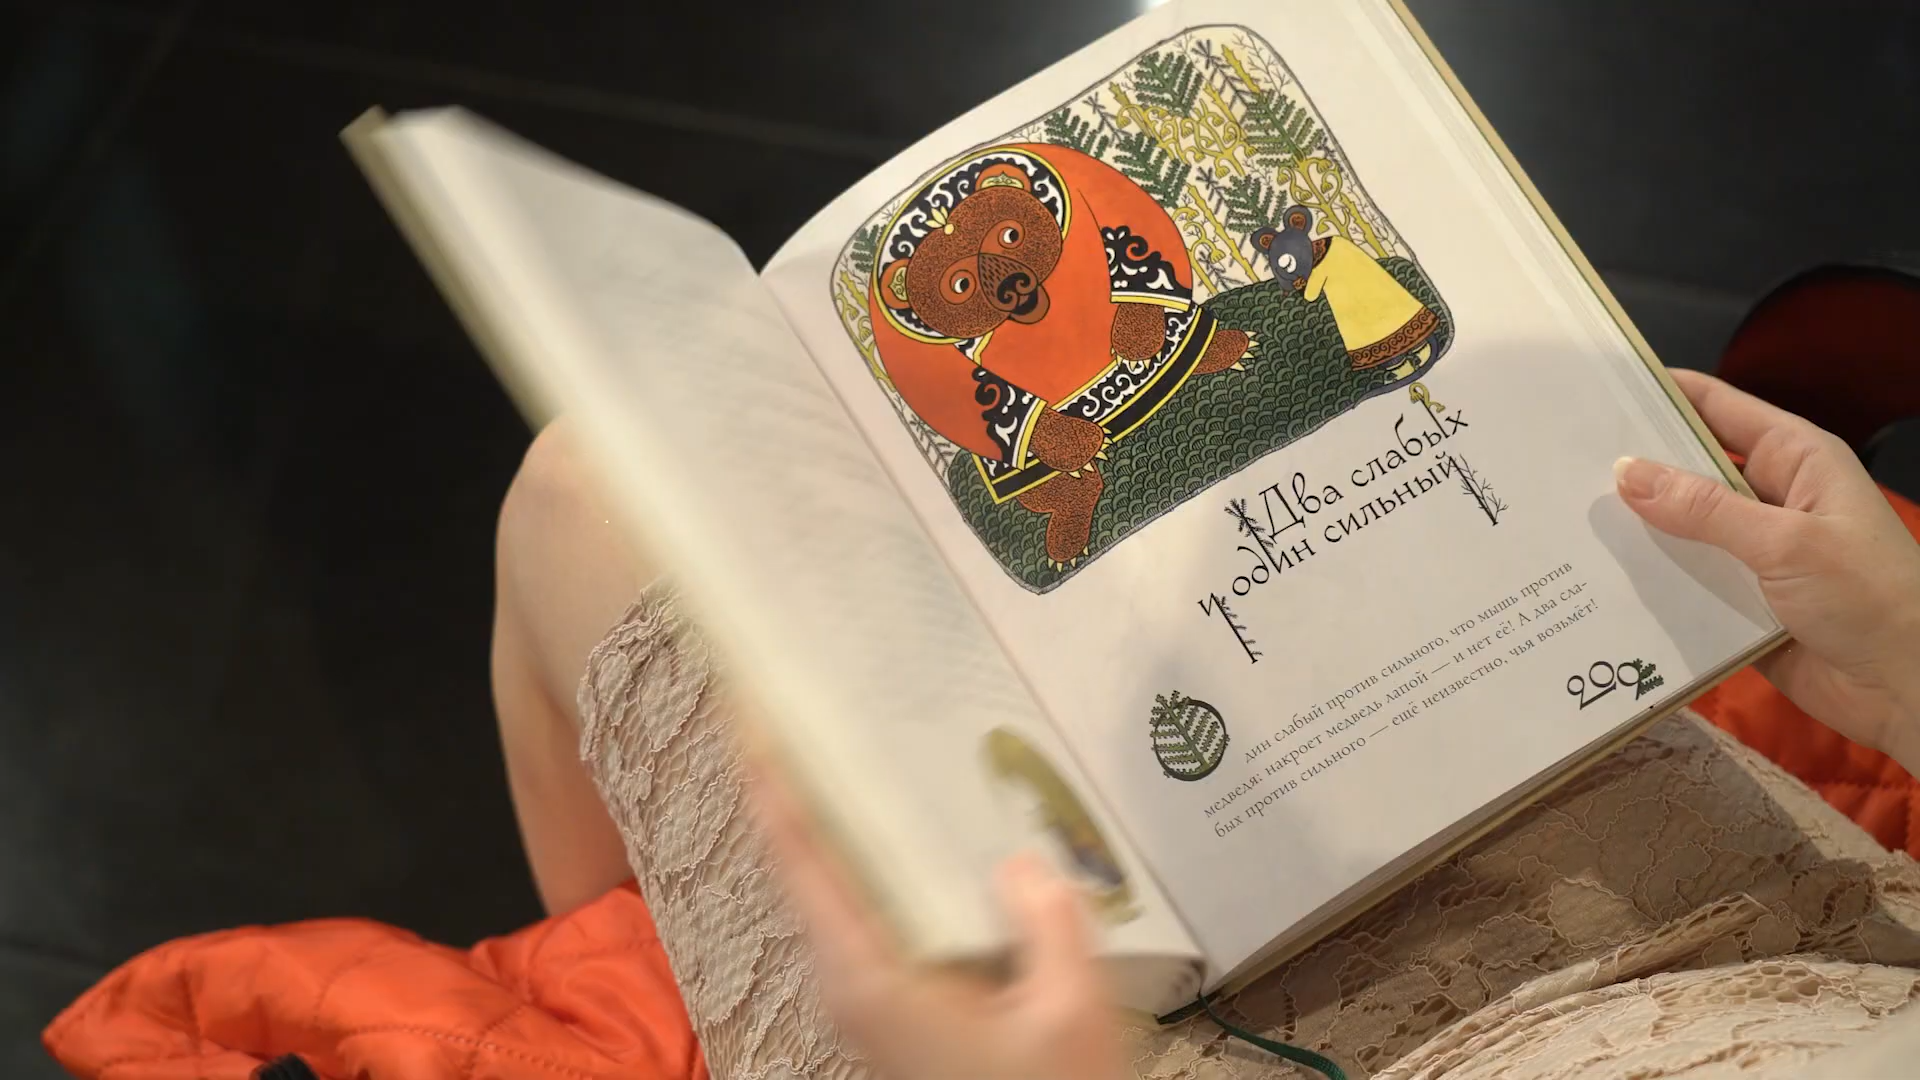 Два слабых
и один сильный
дин слабый против сильного, что мышь против
медведя: накроет медведь лапой — и нет её! А два сла-
бых против сильного — ещё неизвестно, чья возьмёт!
209